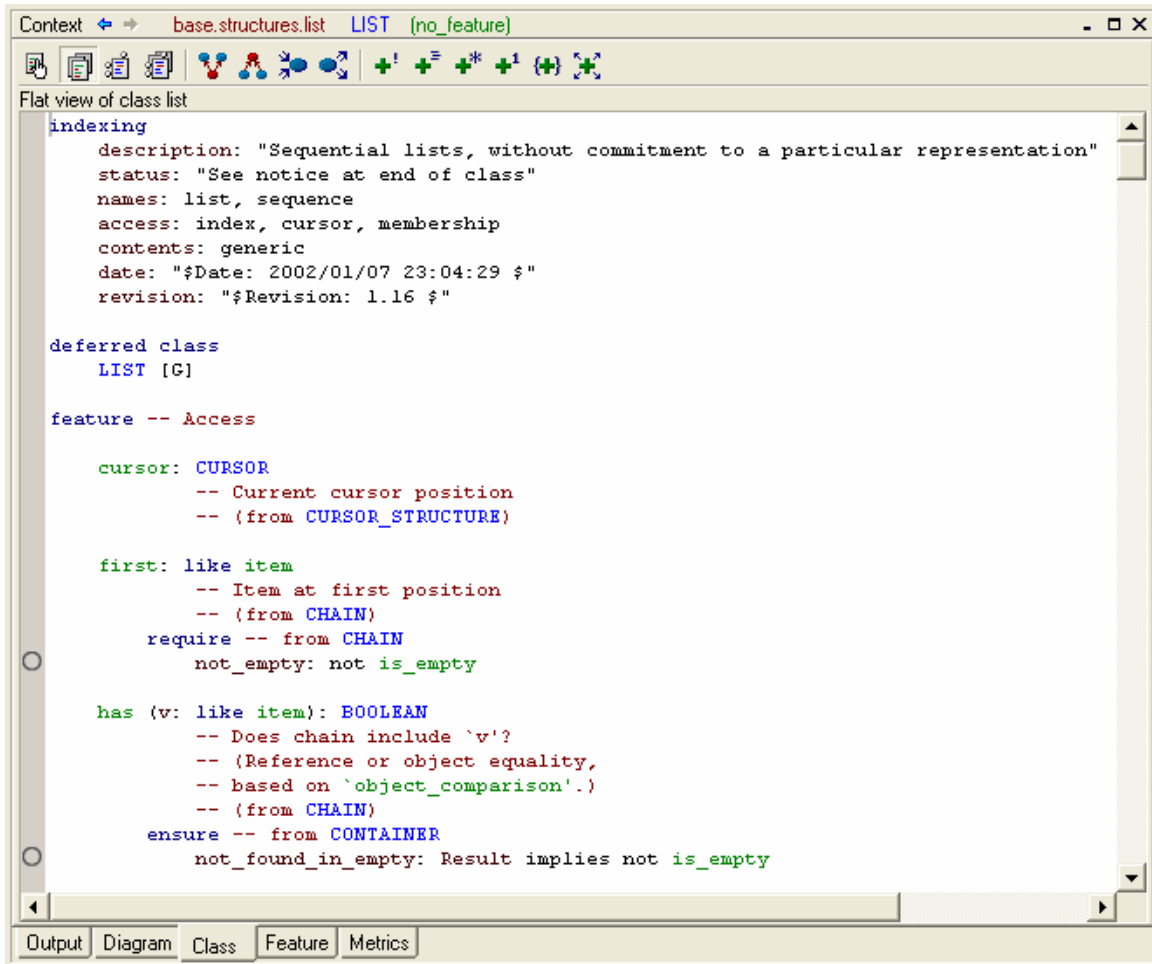 Context base.structures.list LIST (no_feature)
Flat view of class list
indexing
description: "Sequential lists, without commitment to a particular representation"
status: "See notice at end of class"
names: list, sequence
access: index, cursor, membership
contents: generic
date: "$Date: 2002/01/07 23:04:29 $"
revision: "$Revision: 1.16 $"
deferred class
LIST [G]
feature -- Access
cursor: CURSOR
-- Current cursor position
-- (from CURSOR_STRUCTURE)
first: like item
-- Item at first position
-- (from CHAIN)
require -- from CHAIN
not_empty: not is_empty
has (v: like item): BOOLEAN
-- Does chain include `v'?
-- (Reference or object equality,
-- based on `object_comparison'.)
-- (from CHAIN)
ensure -- from CONTAINER
not_found_in_empty: Result implies not is_empty
Output Diagram Class Feature Metrics